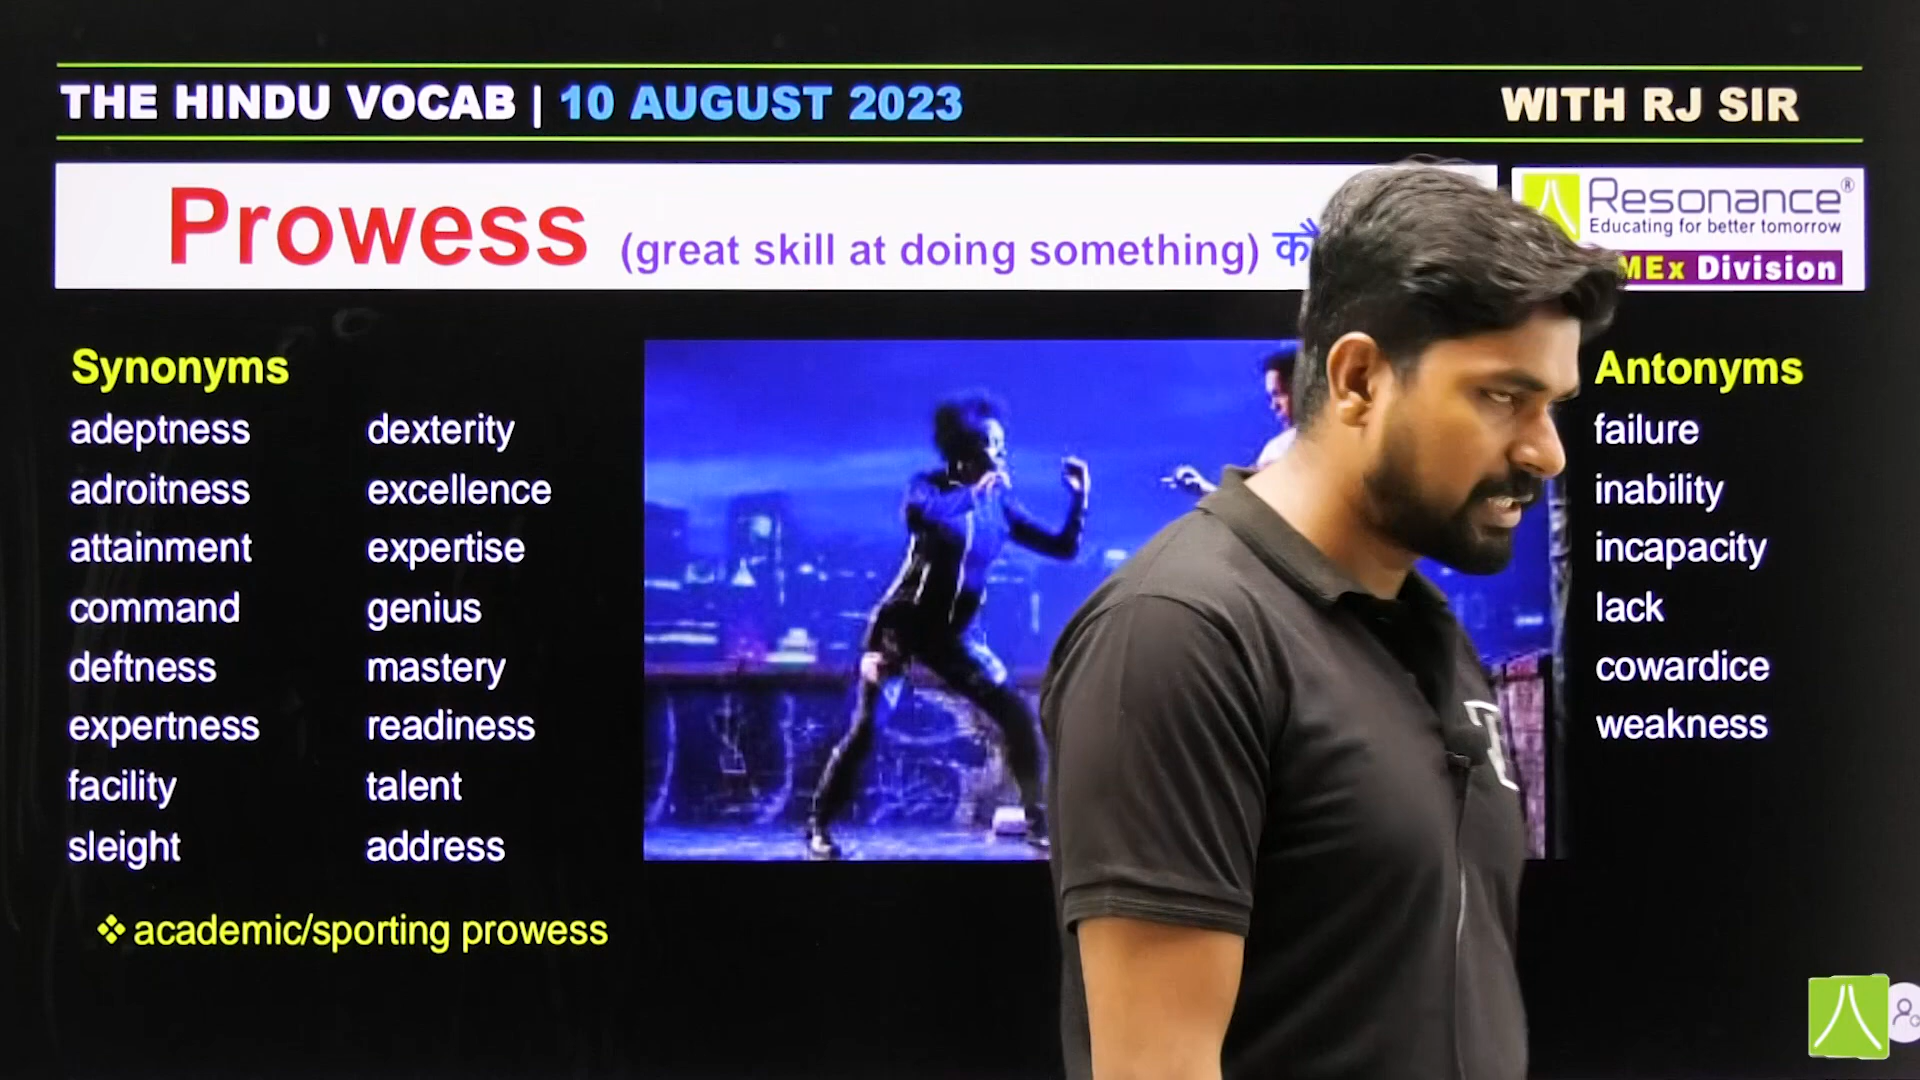 THE HINDU VOCAB | 10 AUGUST 2023
WITH RJ SIR
Prowess (great skill at doing something)
Resonance®
Educating for better tomorrow
Division
Synonyms
adeptness
adroitness
attainment
command
deftness
expertness
facility
sleight
dexterity
excellence
expertise
genius
mastery
readiness
talent
address
❖ academic/sporting prowess
Antonyms
failure
inability
incapacity
lack
cowardice
weakness